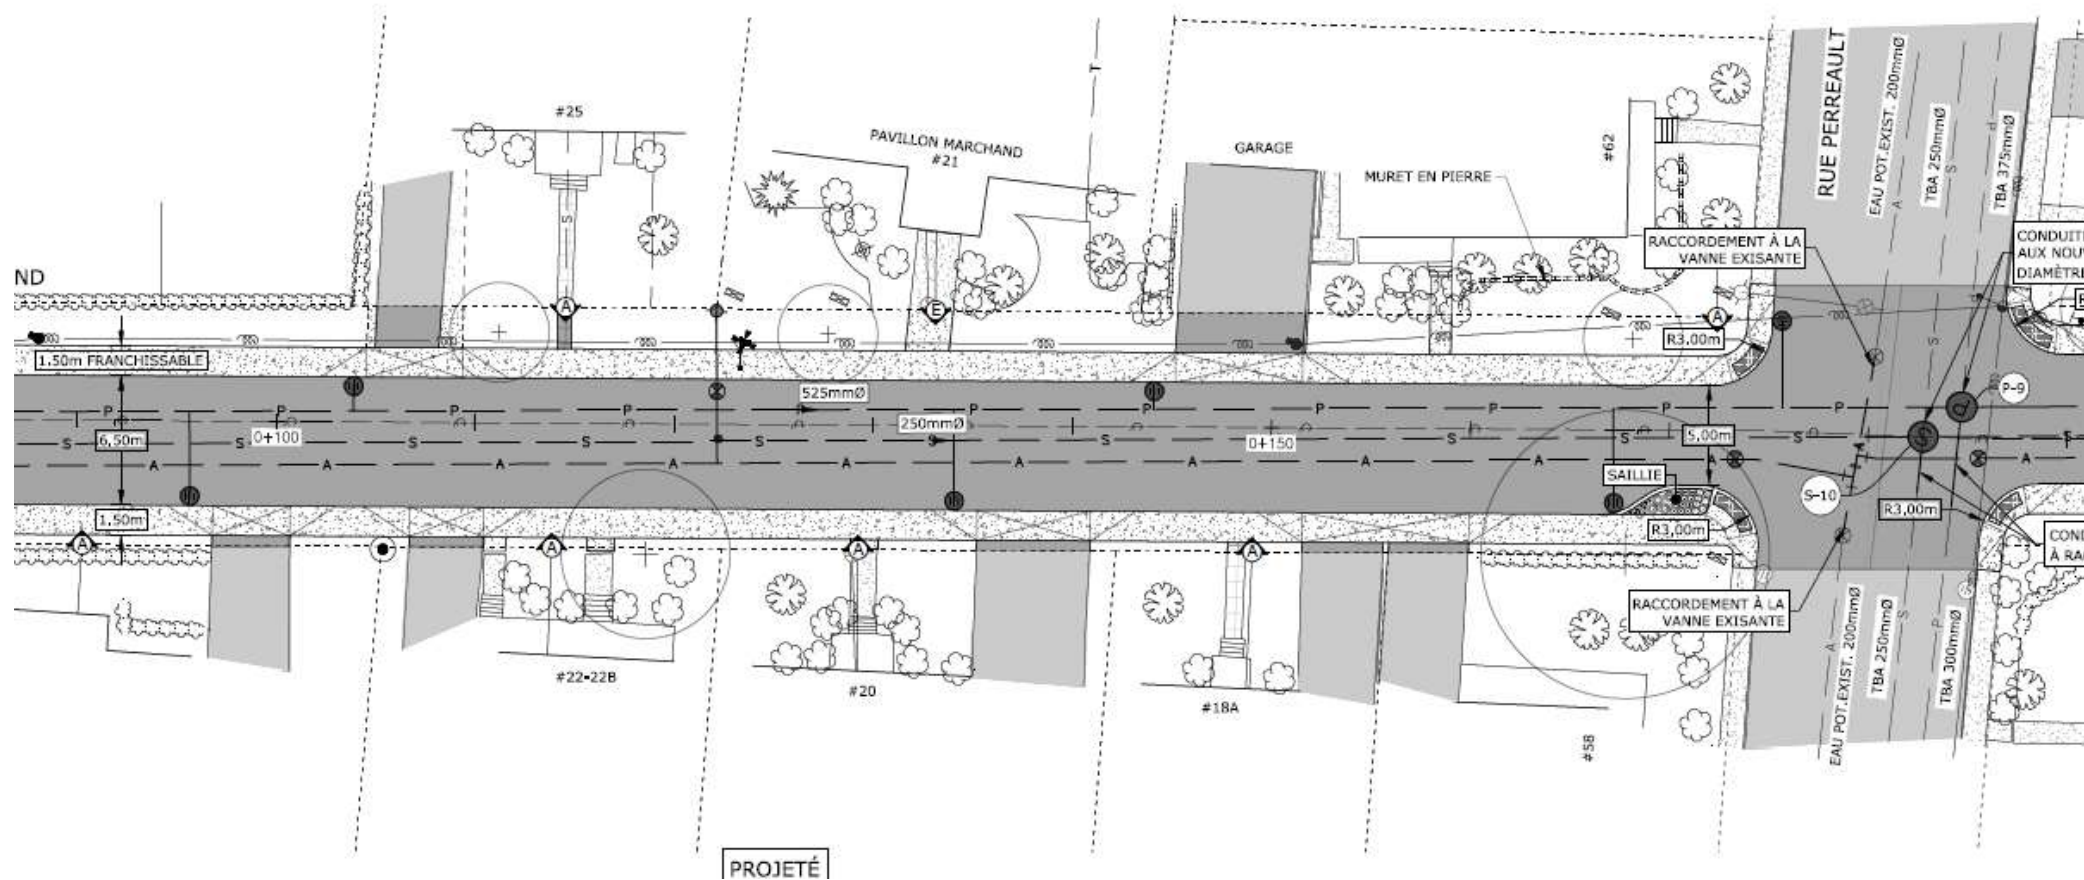 ND
1.50m FRANCHISSABLE
6,50m
1.50m
0+100
#25
S
T
PAVILLON MARCHAND
#21
GARAGE
MURET EN PIERRE
#62
A
E
A
525mmØ
250mmØ
0+150
P P P P P P P P P
S S S S S S S S
A A A A A A A A A
R3.00m
5,00m
SAILLIE
R3,00m
RUE PERREAULT
EAU POT.EXIST. 200mmØ
TBA 250mmØ
TBA 375mmØ
RACCORDEMENT À LA
VANNE EXISANTE
CONDUIT
AUX NOU
DIAMÈTRE
R
P-9
S-10
R3,00m
COND
À RA
RACCORDEMENT À LA
VANNE EXISANTE
EAU POT.EXIST. 200mmØ
TBA 250mmØ
TBA 300mmØ
A
A
A
A
#22-22B
#20
#18A
#58
PROJETÉ